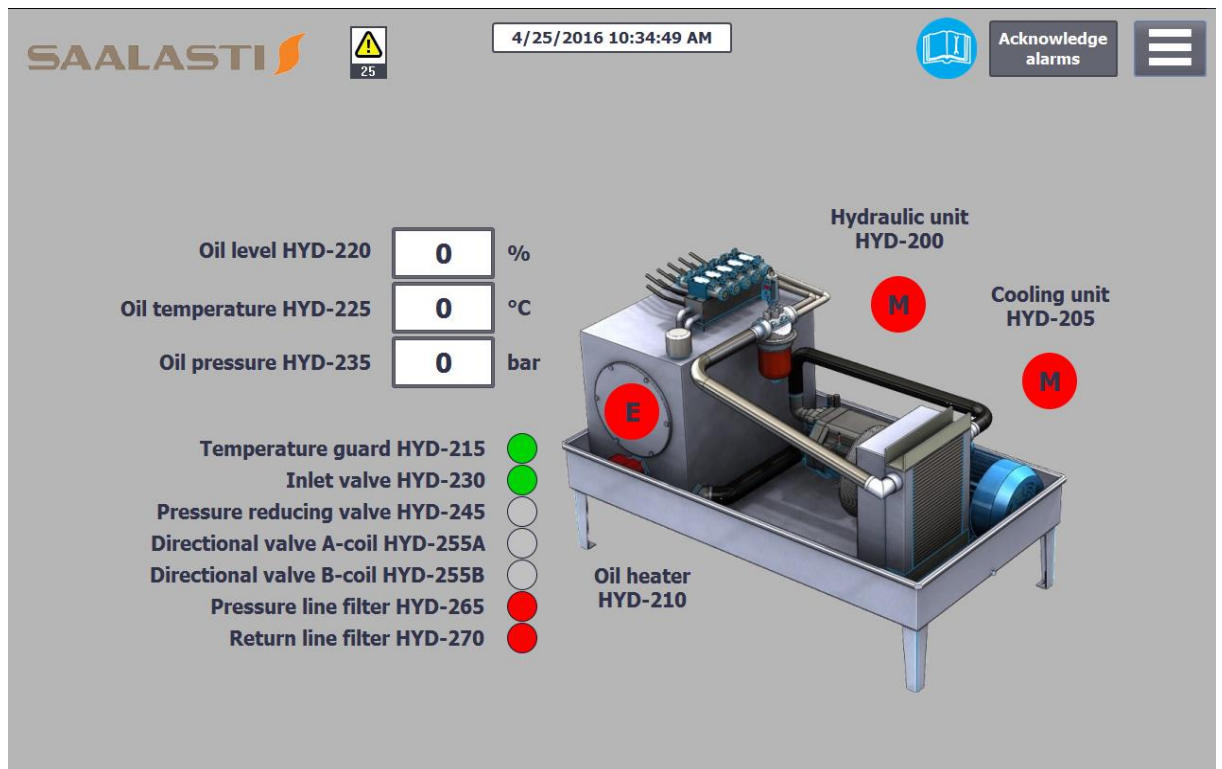 SAALASTI
25
4/25/2016 10:34:49 AM
Acknowledge
alarms
Hydraulic unit
HYD-200
M
Cooling unit
HYD-205
M
Oil level HYD-220 0 %
Oil temperature HYD-225 0 °C
Oil pressure HYD-235 0 bar
E
Temperature guard HYD-215
Inlet valve HYD-230
Pressure reducing valve HYD-245
Directional valve A-coil HYD-255A
Directional valve B-coil HYD-255B
Pressure line filter HYD-265
Return line filter HYD-270
Oil heater
HYD-210